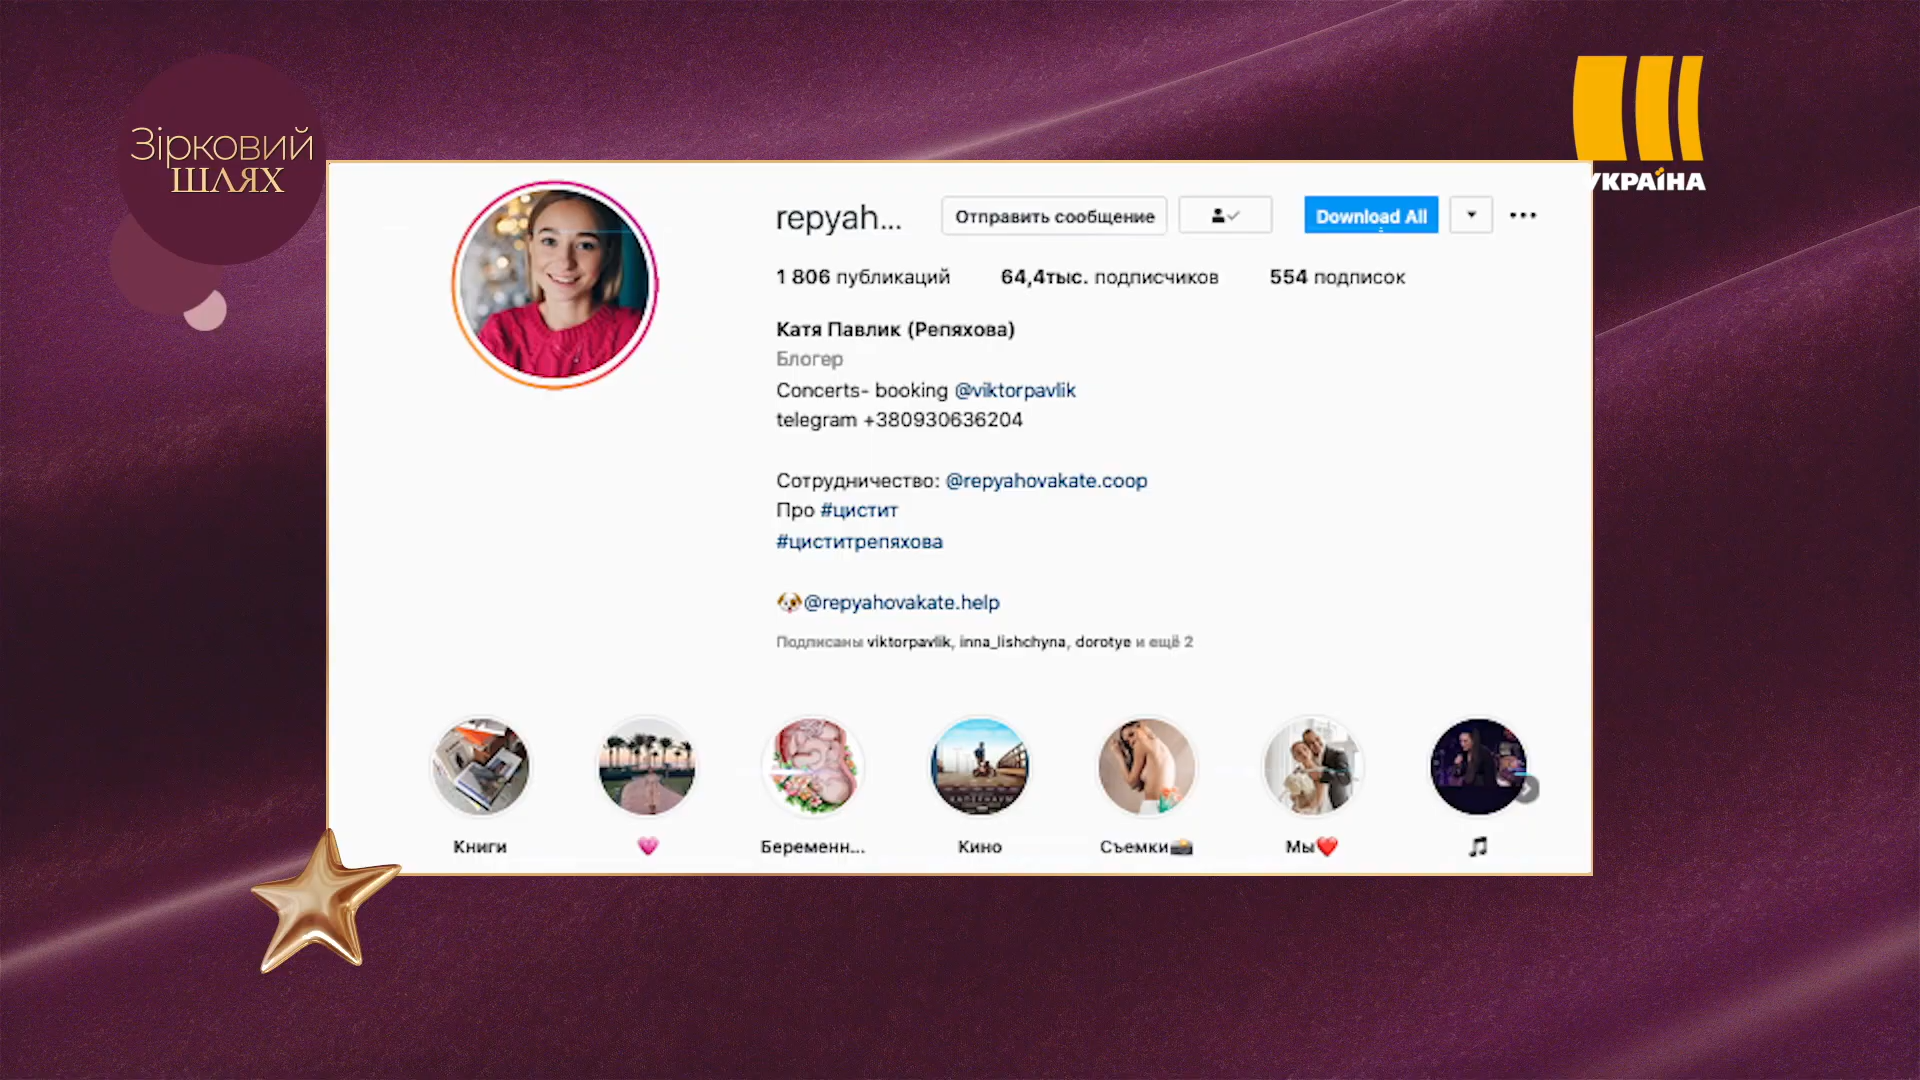 Зірковий
ШЛЯХ
УКРАЇНА
repyah...
Отправить сообщение
Download All
1 806 публикаций
64,4тыс. подписчиков
554 подписок
Катя Павлик (Репяхова)
Блогер
Concerts- booking @viktorpavlik
telegram +380930636204
Сотрудничество: @repyahovakate.coop
Про #цистит
#циститрепяхова
🐶@repyahovakate.help
Подписаны viktorpavlik, inna_lishchyna, dorotye и ещё 2
Книги
💗
Беременн...
Кино
Съемки📸
Мы❤️
🎵